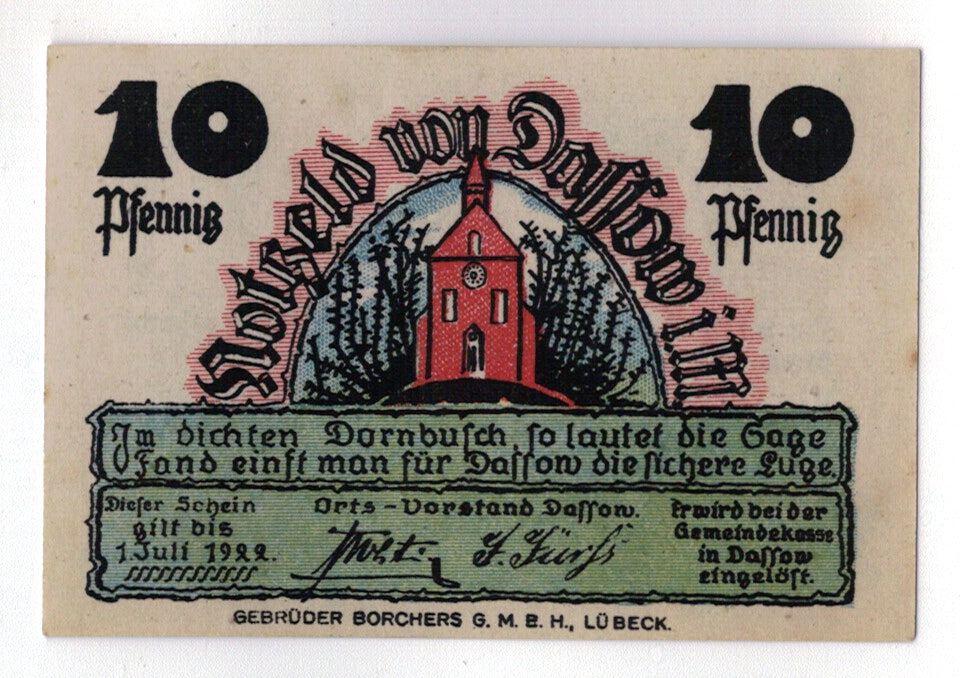 10
Pfennig
Notgeld von Dassow i. M.
10
Pfennig
Im dichten Dornbusch, so lautet die Sage
Fand einst man für Dassow die sichere Luge.
Dieser Schein
gilt bis
1. Juli 1922.
Orts-Vorstand Dassow.
Er wird bei der
Gemeindekasse
in Dassow
eingelöst.
GEBRÜDER BORCHERS G. M. B. H., LÜBECK.